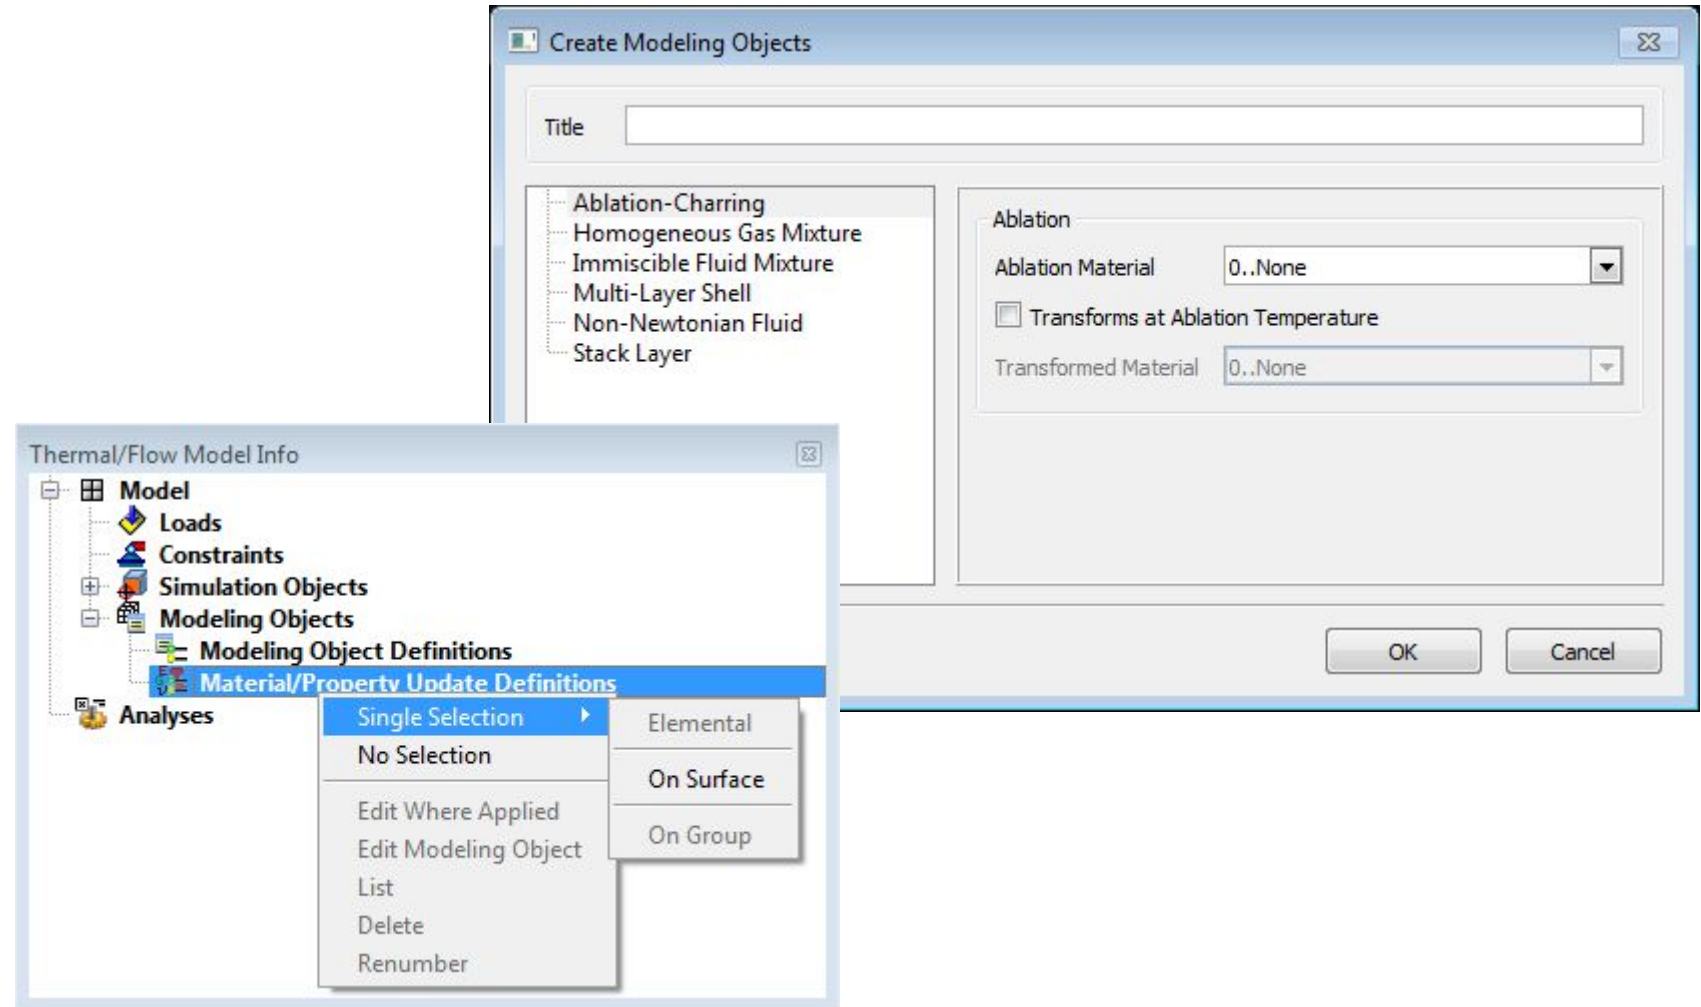 Create Modeling Objects
Title
Ablation-Charring
Homogeneous Gas Mixture
Immiscible Fluid Mixture
Multi-Layer Shell
Non-Newtonian Fluid
Stack Layer
Ablation
Ablation Material 0..None
Transforms at Ablation Temperature
Transformed Material 0..None
OK Cancel
Thermal/Flow Model Info
Model
Loads
Constraints
Simulation Objects
Modeling Objects
Modeling Object Definitions
Material/Property Update Definitions
Analyses
Single Selection
No Selection
Edit Where Applied
Edit Modeling Object
List
Delete
Renumber
Elemental
On Surface
On Group